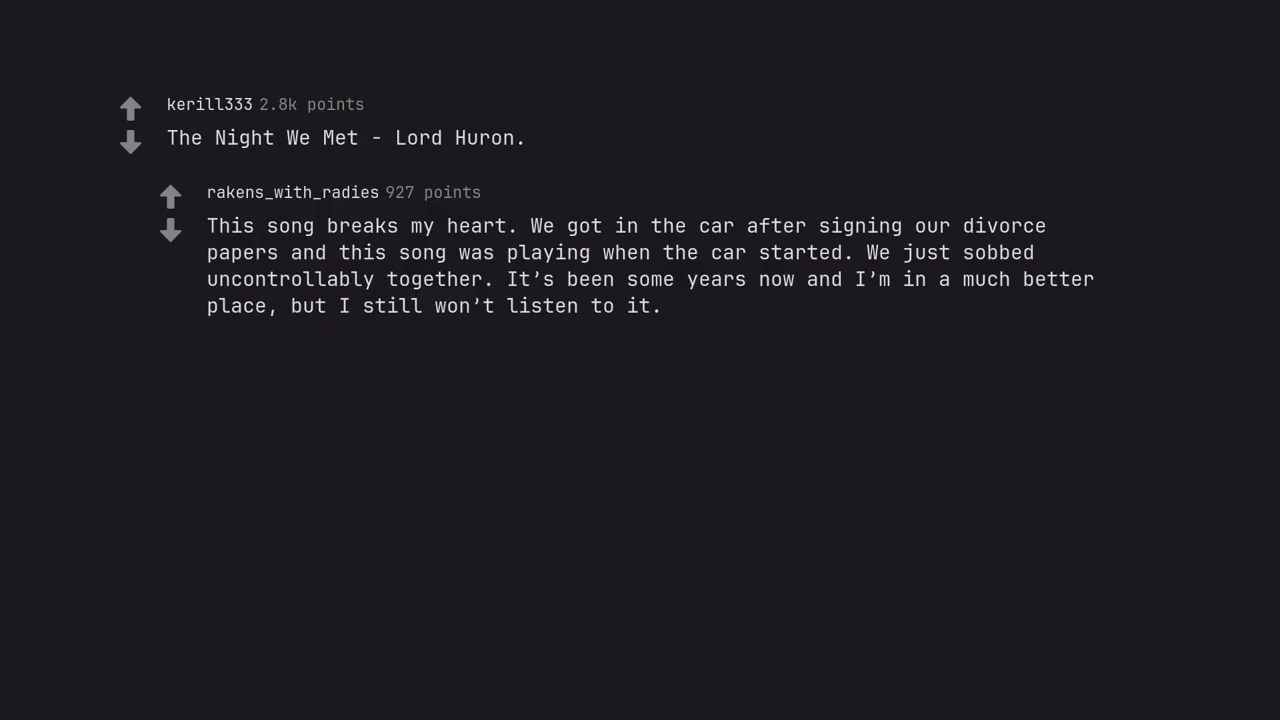 kerill333 2.8k points
The Night We Met - Lord Huron.
rakens_with_radies 927 points
This song breaks my heart. We got in the car after signing our divorce
papers and this song was playing when the car started. We just sobbed
uncontrollably together. It’s been some years now and I’m in a much better
place, but I still won’t listen to it.